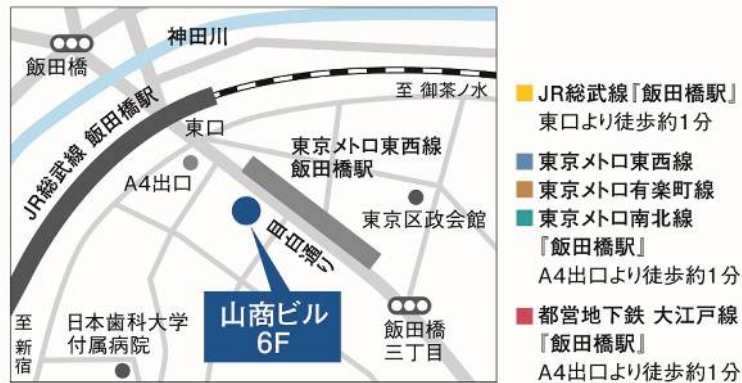 神田川
飯田橋
至 御茶ノ水
JR総武線 飯田橋駅
東口
東京メトロ東西線
飯田橋駅
A4出口
東京区政会館
目白通り
山商ビル
6F
飯田橋
三丁目
至 新宿
日本歯科大学
付属病院
JR総武線『飯田橋駅』
東口より徒歩約1分
東京メトロ東西線
東京メトロ有楽町線
東京メトロ南北線
『飯田橋駅』
A4出口より徒歩約1分
都営地下鉄 大江戸線
『飯田橋駅』
A4出口より徒歩約1分